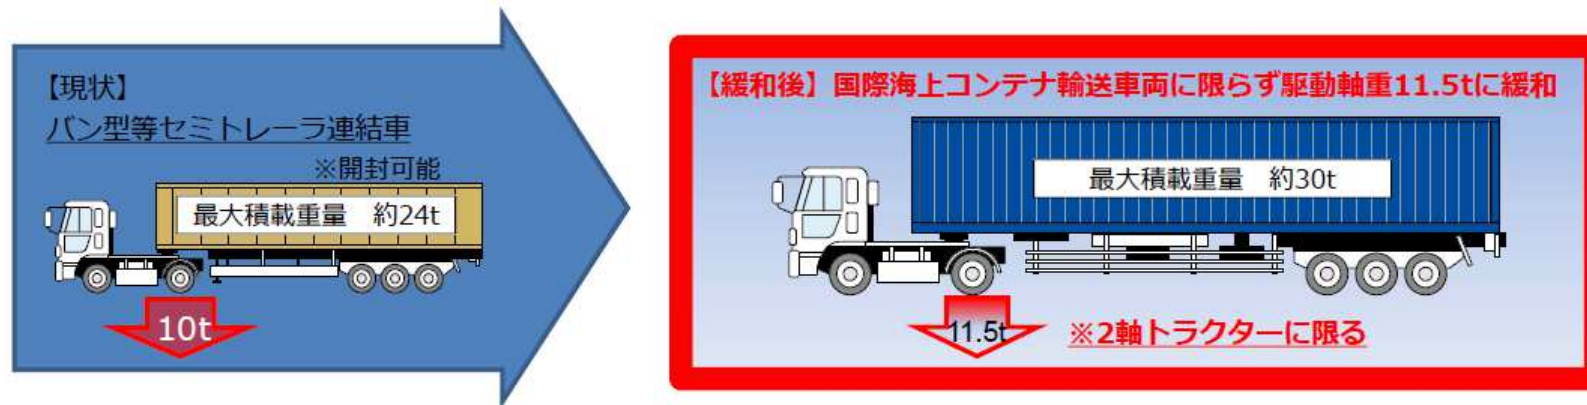 【現状】
バン型等セミトレーラ連結車
※開封可能
最大積載重量　約24t
10t
【緩和後】国際海上コンテナ輸送車両に限らず駆動軸重11.5tに緩和
最大積載重量　約30t
11.5t
※2軸トラクターに限る